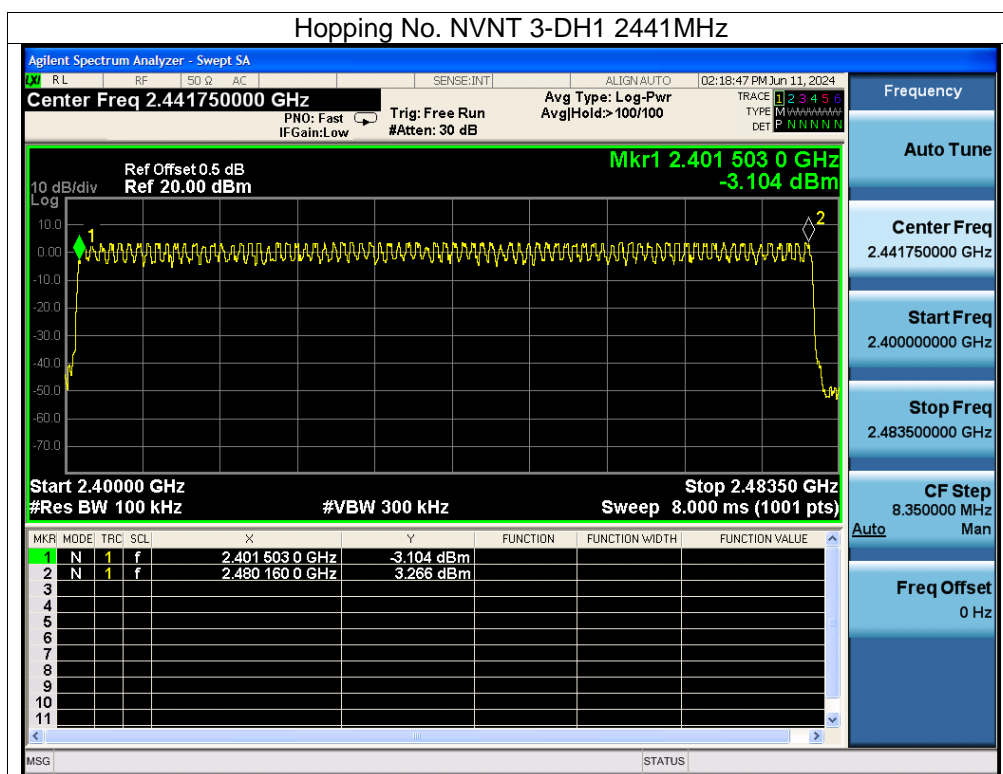 Hopping No. NVNT 3-DH1 2441MHz
Agilent Spectrum Analyzer - Swept SA
LXI RL RF 50 Ω AC SENSE:INT ALIGN AUTO 02:18:47 PM Jun 11, 2024
Center Freq 2.441750000 GHz
PNO: Fast
IFGain:Low
Trig: Free Run
#Atten: 30 dB
Avg Type: Log-Pwr
Avg|Hold:>100/100
TRACE 1 2 3 4 5 6
TYPE M WWWWW
DET P N N N N N
Ref Offset 0.5 dB
Ref 20.00 dBm
10 dB/div
Log
Mkr1 2.401 503 0 GHz
-3.104 dBm
10.0
0.00
-10.0
-20.0
-30.0
-40.0
-50.0
-60.0
-70.0
1
2
Start 2.40000 GHz
Stop 2.48350 GHz
#Res BW 100 kHz
#VBW 300 kHz
Sweep 8.000 ms (1001 pts)
MKR MODE TRC SCL X Y FUNCTION FUNCTION WIDTH FUNCTION VALUE
1 N 1 f 2.401 503 0 GHz -3.104 dBm
2 N 1 f 2.480 160 0 GHz 3.266 dBm
3
4
5
6
7
8
9
10
11
MSG STATUS
Frequency
Auto Tune
Center Freq
2.441750000 GHz
Start Freq
2.400000000 GHz
Stop Freq
2.483500000 GHz
CF Step
8.350000 MHz
Auto Man
Freq Offset
0 Hz